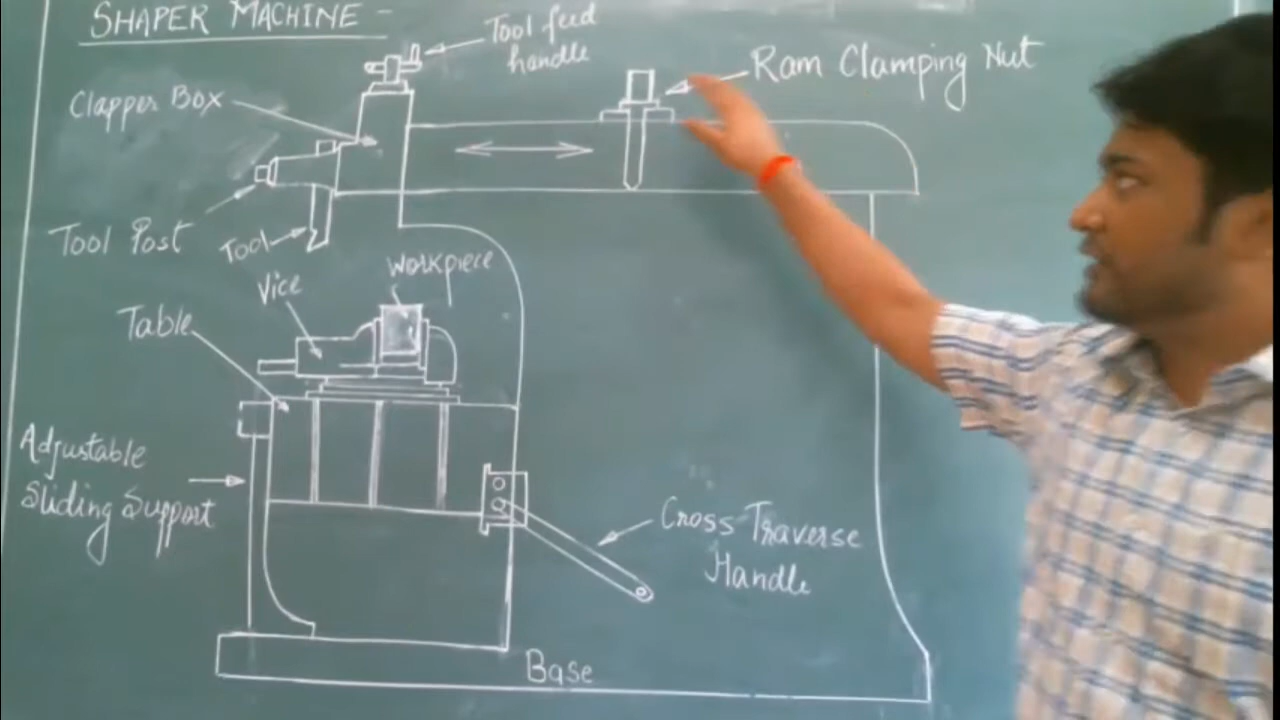 SHAPER MACHINE -
Tool feed
handle
Ram Clamping Nut
Clapper Box
Tool Post
Tool
workpiece
Vice
Table
Adjustable
Sliding Support
Cross Traverse
Handle
Base